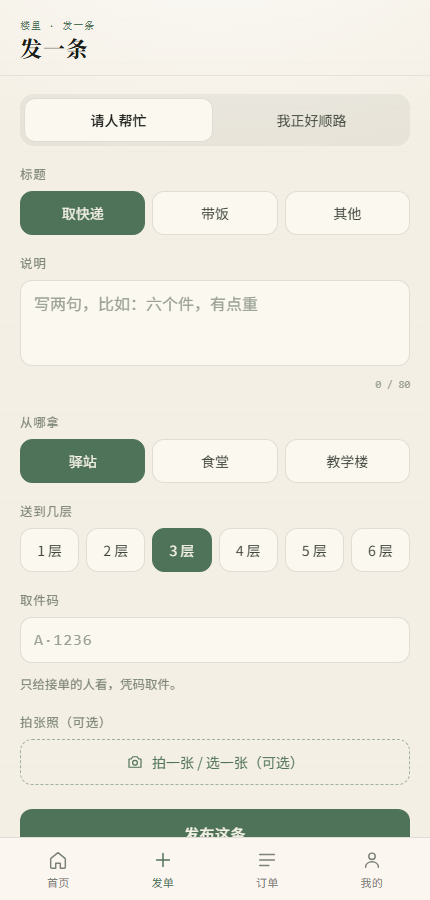 楼里 · 发一条
发一条
请人帮忙 我正好顺路
标题
取快递 带饭 其他
说明
写两句，比如：六个件，有点重
0 / 80
从哪拿
驿站 食堂 教学楼
送到几层
1 层 2 层 3 层 4 层 5 层 6 层
取件码
A-1236
只给接单的人看，凭码取件。
拍张照（可选）
拍一张 / 选一张（可选）
发布这条
首页 发单 订单 我的